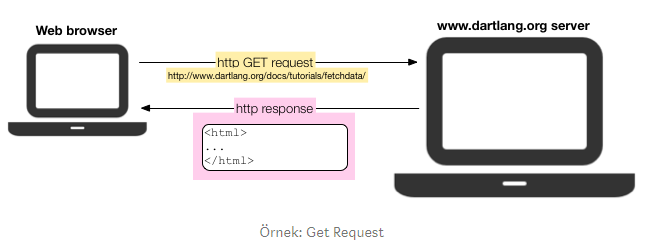 Web browser
www.dartlang.org server
http GET request
http://www.dartlang.org/docs/tutorials/fetchdata/
http response
<html>
...
</html>
Örnek: Get Request